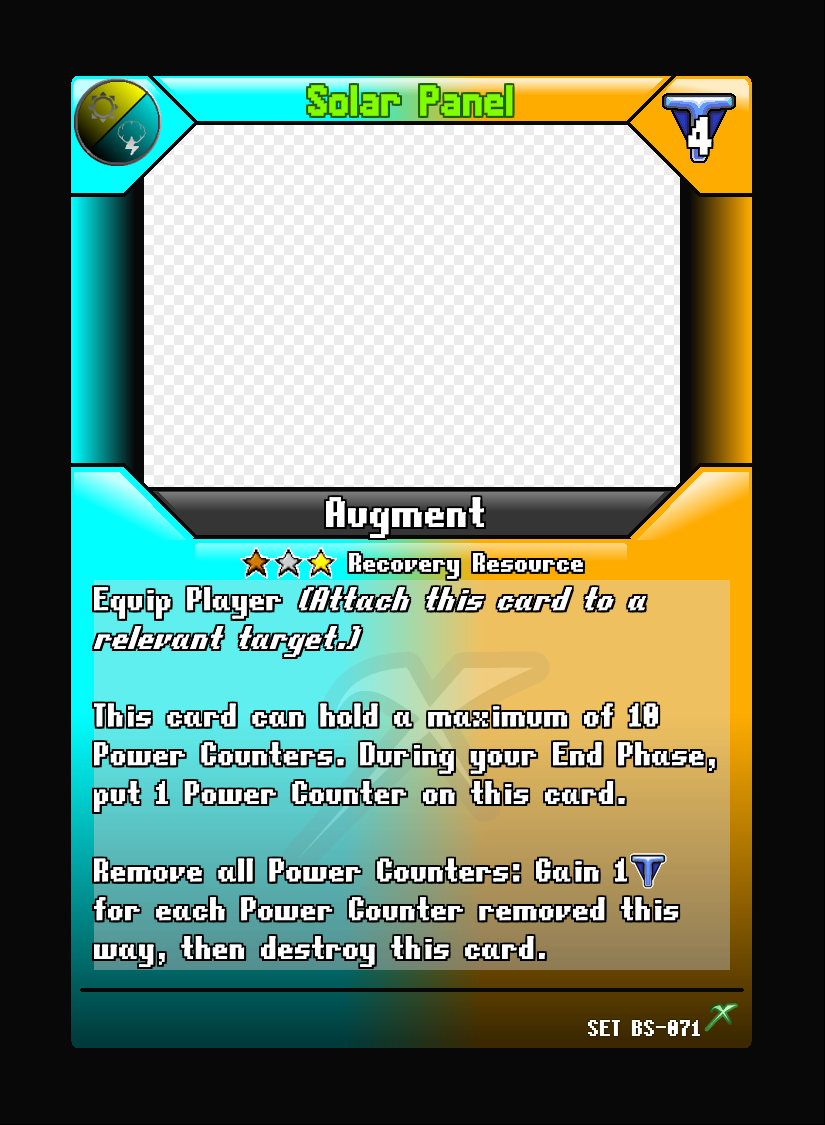 Solar Panel
T
4
Augment
Recovery Resource
Equip Player (Attach this card to a
relevant target.)
This card can hold a maximum of 10
Power Counters. During your End Phase,
put 1 Power Counter on this card.
Remove all Power Counters: Gain 1T
for each Power Counter removed this
way, then destroy this card.
SET BS-071